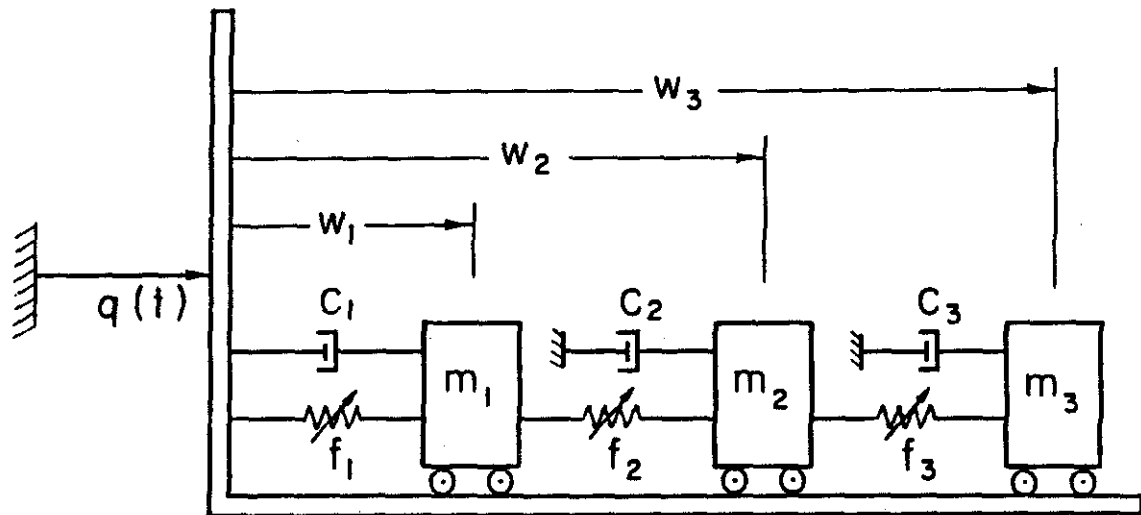 w₃
w₂
w₁
q(t)
C₁
C₂
C₃
m₁
m₂
m₃
f₁
f₂
f₃